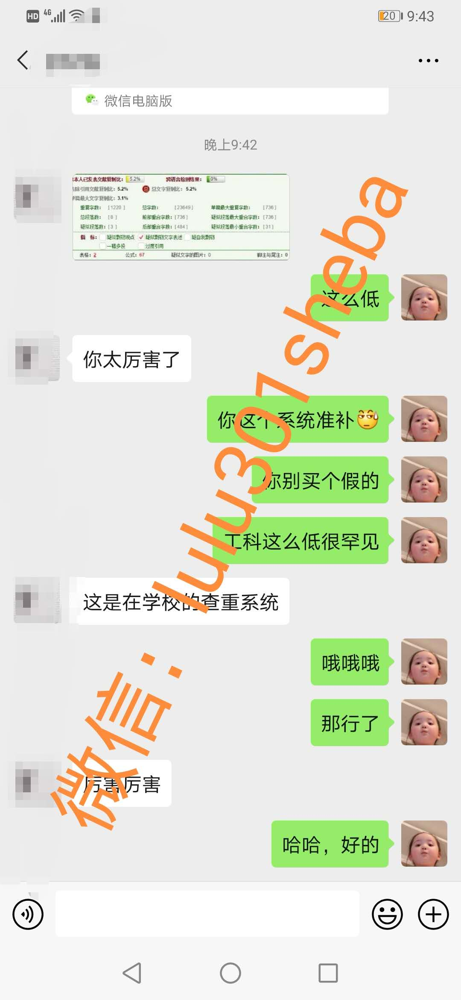 HD 4G 20 9:43
微信电脑版
晚上9:42
本人已发表文献复制比: 5.2% 跨语言检测结果: 0%
去除引用文献复制比: 5.2% 总 总文字复制比: 5.2%
单篇最大文字复制比: 3.1%
重复字数: [1220] 总字数: [23649] 单篇最大重复字数: [736]
总段落数: [8] 前部重合字数: [736] 疑似段落最大重合字数: [736]
疑似段落数: [3] 后部重合字数: [484] 疑似段落最小重合字数: [31]
指 标: 疑似剽窃观点 疑似剽窃文字表述 疑自我剽窃
一稿多投 过度引用
表格: 2 公式: 67 疑似文字的图片: 0 脚注与尾注: 0
这么低
你太厉害了
你这个系统准补
你别买个假的
工科这么低很罕见
这是在学校的查重系统
哦哦哦
那行了
厉害厉害
哈哈，好的
微信：lulu301sheba